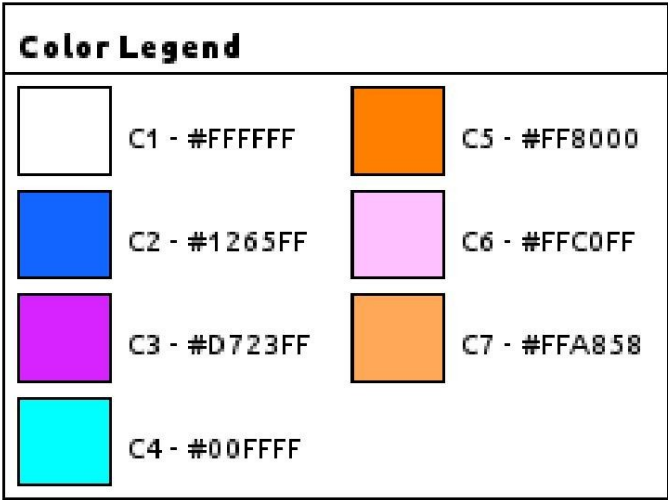 Color Legend
C1 - #FFFFFF
C2 - #1265FF
C3 - #D723FF
C4 - #00FFFF
C5 - #FF8000
C6 - #FFC0FF
C7 - #FFA858